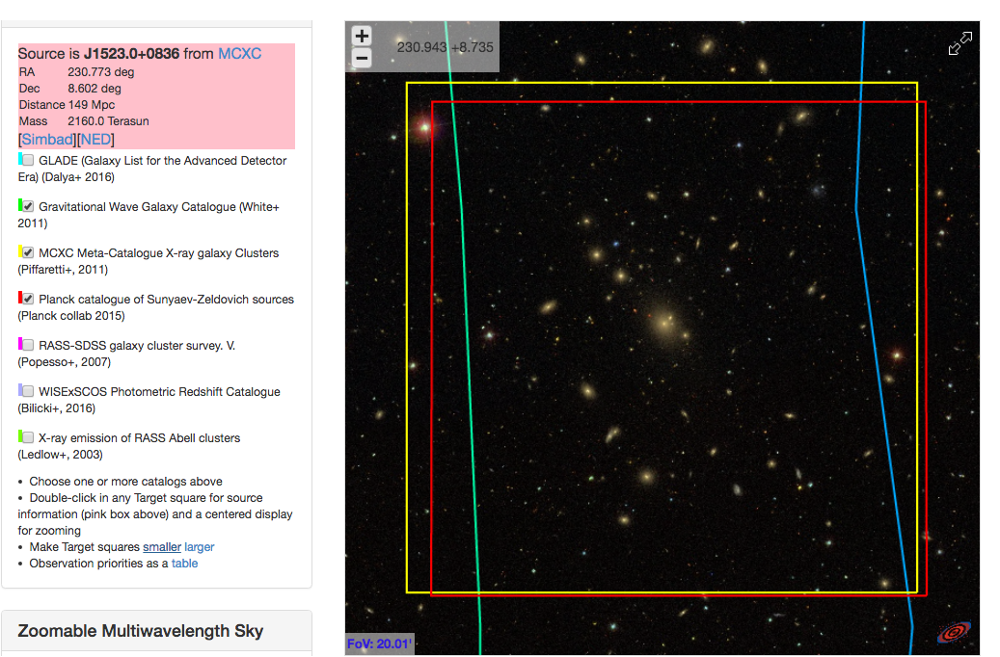 Source is J1523.0+0836 from MCXC
RA 230.773 deg
Dec 8.602 deg
Distance 149 Mpc
Mass 2160.0 Terasun
[Simbad][NED]
GLADE (Galaxy List for the Advanced Detector
Era) (Dalya+ 2016)
Gravitational Wave Galaxy Catalogue (White+
2011)
MCXC Meta-Catalogue X-ray galaxy Clusters
(Piffaretti+, 2011)
Planck catalogue of Sunyaev-Zeldovich sources
(Planck collab 2015)
RASS-SDSS galaxy cluster survey. V.
(Popesso+, 2007)
WISExSCOS Photometric Redshift Catalogue
(Bilicki+, 2016)
X-ray emission of RASS Abell clusters
(Ledlow+, 2003)
• Choose one or more catalogs above
• Double-click in any Target square for source
information (pink box above) and a centered display
for zooming
• Make Target squares smaller larger
• Observation priorities as a table
Zoomable Multiwavelength Sky
+
230.943 +8.735
−
FoV: 20.01'